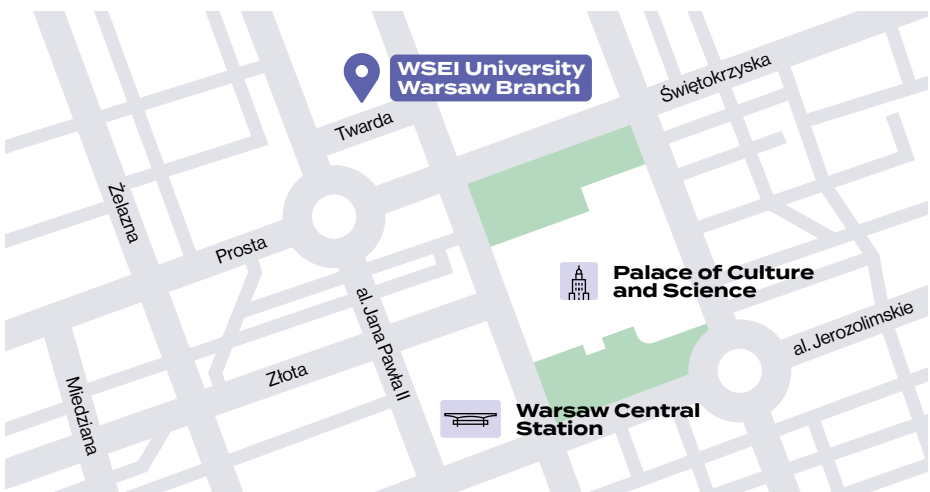 WSEI University
Warsaw Branch
Świętokrzyska
Twarda
Żelazna
Prosta
Palace of Culture
and Science
al. Jana Pawła II
al. Jerozolimskie
Złota
Miedziana
Warsaw Central
Station